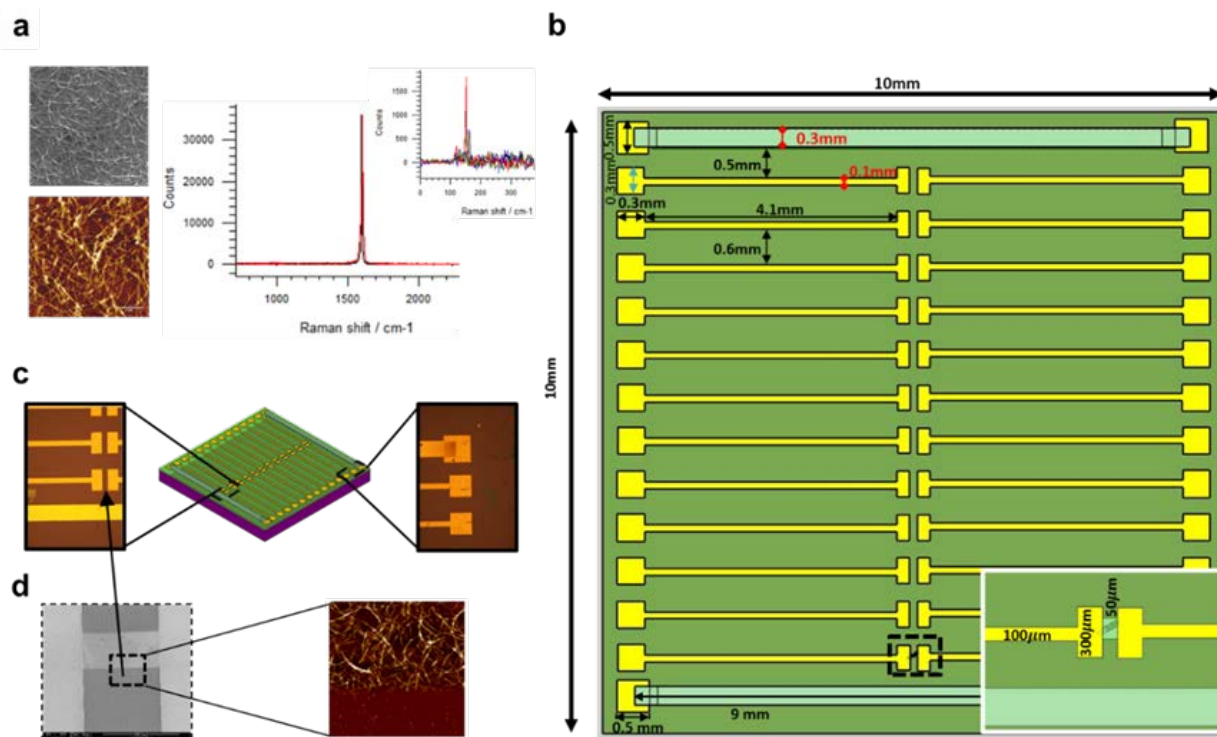 a
30000
20000
10000
0
Counts
1000
1500
2000
Raman shift / cm-1
1500
1000
500
0
Counts
0
100
200
300
Raman shift / cm-1
b
10mm
10mm
0.5mm
0.3mm
0.5mm
0.3mm
0.1mm
0.3mm
4.1mm
0.6mm
9 mm
0.5 mm
100μm
300μm
50μm
c
d